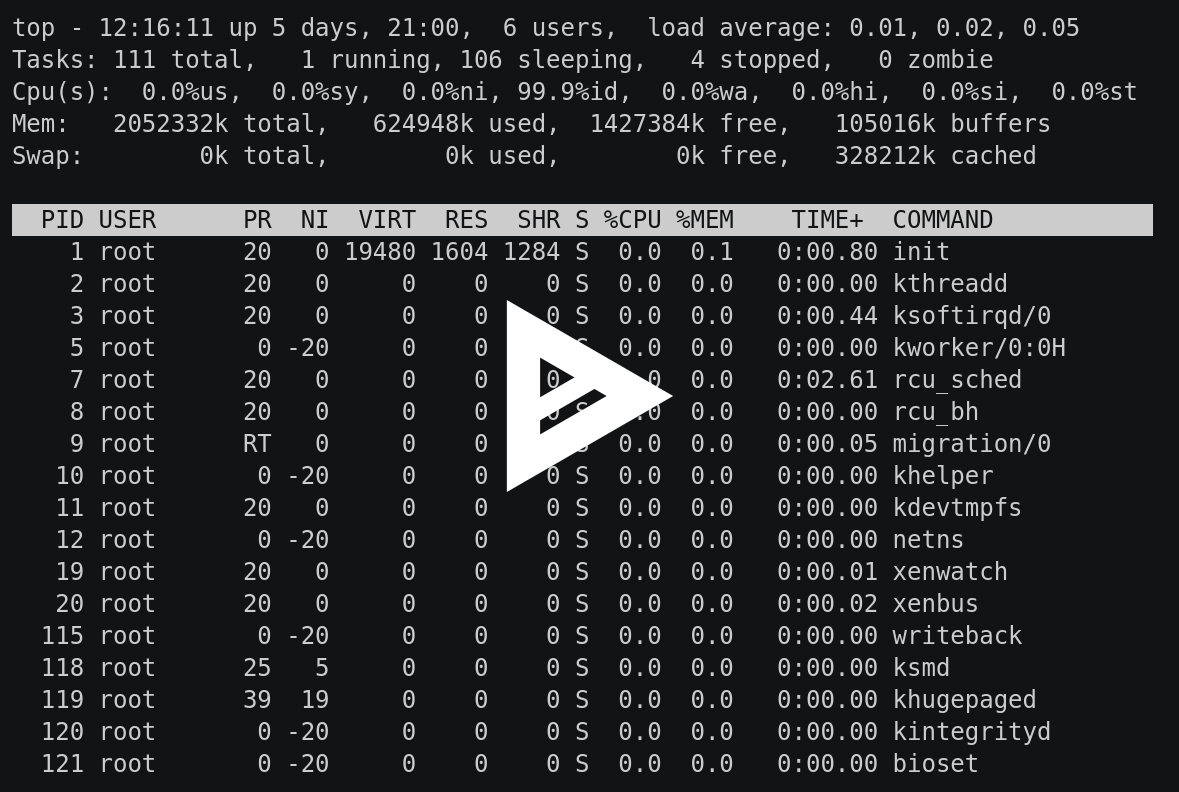 top - 12:16:11 up 5 days, 21:00,  6 users,  load average: 0.01, 0.02, 0.05
Tasks: 111 total,   1 running, 106 sleeping,   4 stopped,   0 zombie
Cpu(s):  0.0%us,  0.0%sy,  0.0%ni, 99.9%id,  0.0%wa,  0.0%hi,  0.0%si,  0.0%st
Mem:   2052332k total,   624948k used,  1427384k free,   105016k buffers
Swap:        0k total,        0k used,        0k free,   328212k cached
  PID USER      PR  NI  VIRT  RES  SHR S %CPU %MEM    TIME+  COMMAND
    1 root      20   0 19480 1604 1284 S  0.0  0.1   0:00.80 init
    2 root      20   0     0    0    0 S  0.0  0.0   0:00.00 kthreadd
    3 root      20   0     0    0    0 S  0.0  0.0   0:00.44 ksoftirqd/0
    5 root       0 -20     0    0      S  0.0  0.0   0:00.00 kworker/0:0H
    7 root      20   0     0    0    0        0.0   0:02.61 rcu_sched
    8 root      20   0     0    0    0 S       0.0   0:00.00 rcu_bh
    9 root      RT   0     0    0      S  0.0  0.0   0:00.05 migration/0
   10 root       0 -20     0    0    0 S  0.0  0.0   0:00.00 khelper
   11 root      20   0     0    0    0 S  0.0  0.0   0:00.00 kdevtmpfs
   12 root       0 -20     0    0    0 S  0.0  0.0   0:00.00 netns
   19 root      20   0     0    0    0 S  0.0  0.0   0:00.01 xenwatch
   20 root      20   0     0    0    0 S  0.0  0.0   0:00.02 xenbus
  115 root       0 -20     0    0    0 S  0.0  0.0   0:00.00 writeback
  118 root      25   5     0    0    0 S  0.0  0.0   0:00.00 ksmd
  119 root      39  19     0    0    0 S  0.0  0.0   0:00.00 khugepaged
  120 root       0 -20     0    0    0 S  0.0  0.0   0:00.00 kintegrityd
  121 root       0 -20     0    0    0 S  0.0  0.0   0:00.00 bioset